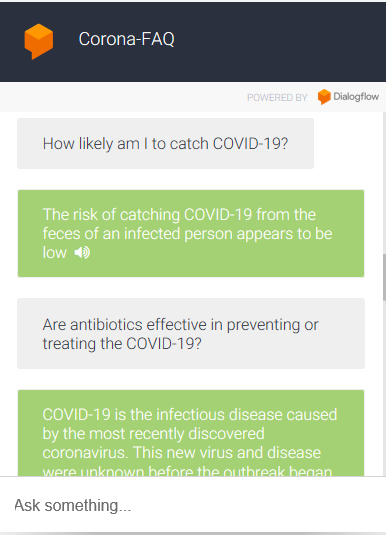 Corona-FAQ
POWERED BY Dialogflow
How likely am I to catch COVID-19?
The risk of catching COVID-19 from the
feces of an infected person appears to be
low
Are antibiotics effective in preventing or
treating the COVID-19?
COVID-19 is the infectious disease caused
by the most recently discovered
coronavirus. This new virus and disease
were unknown before the outbreak began
Ask something...